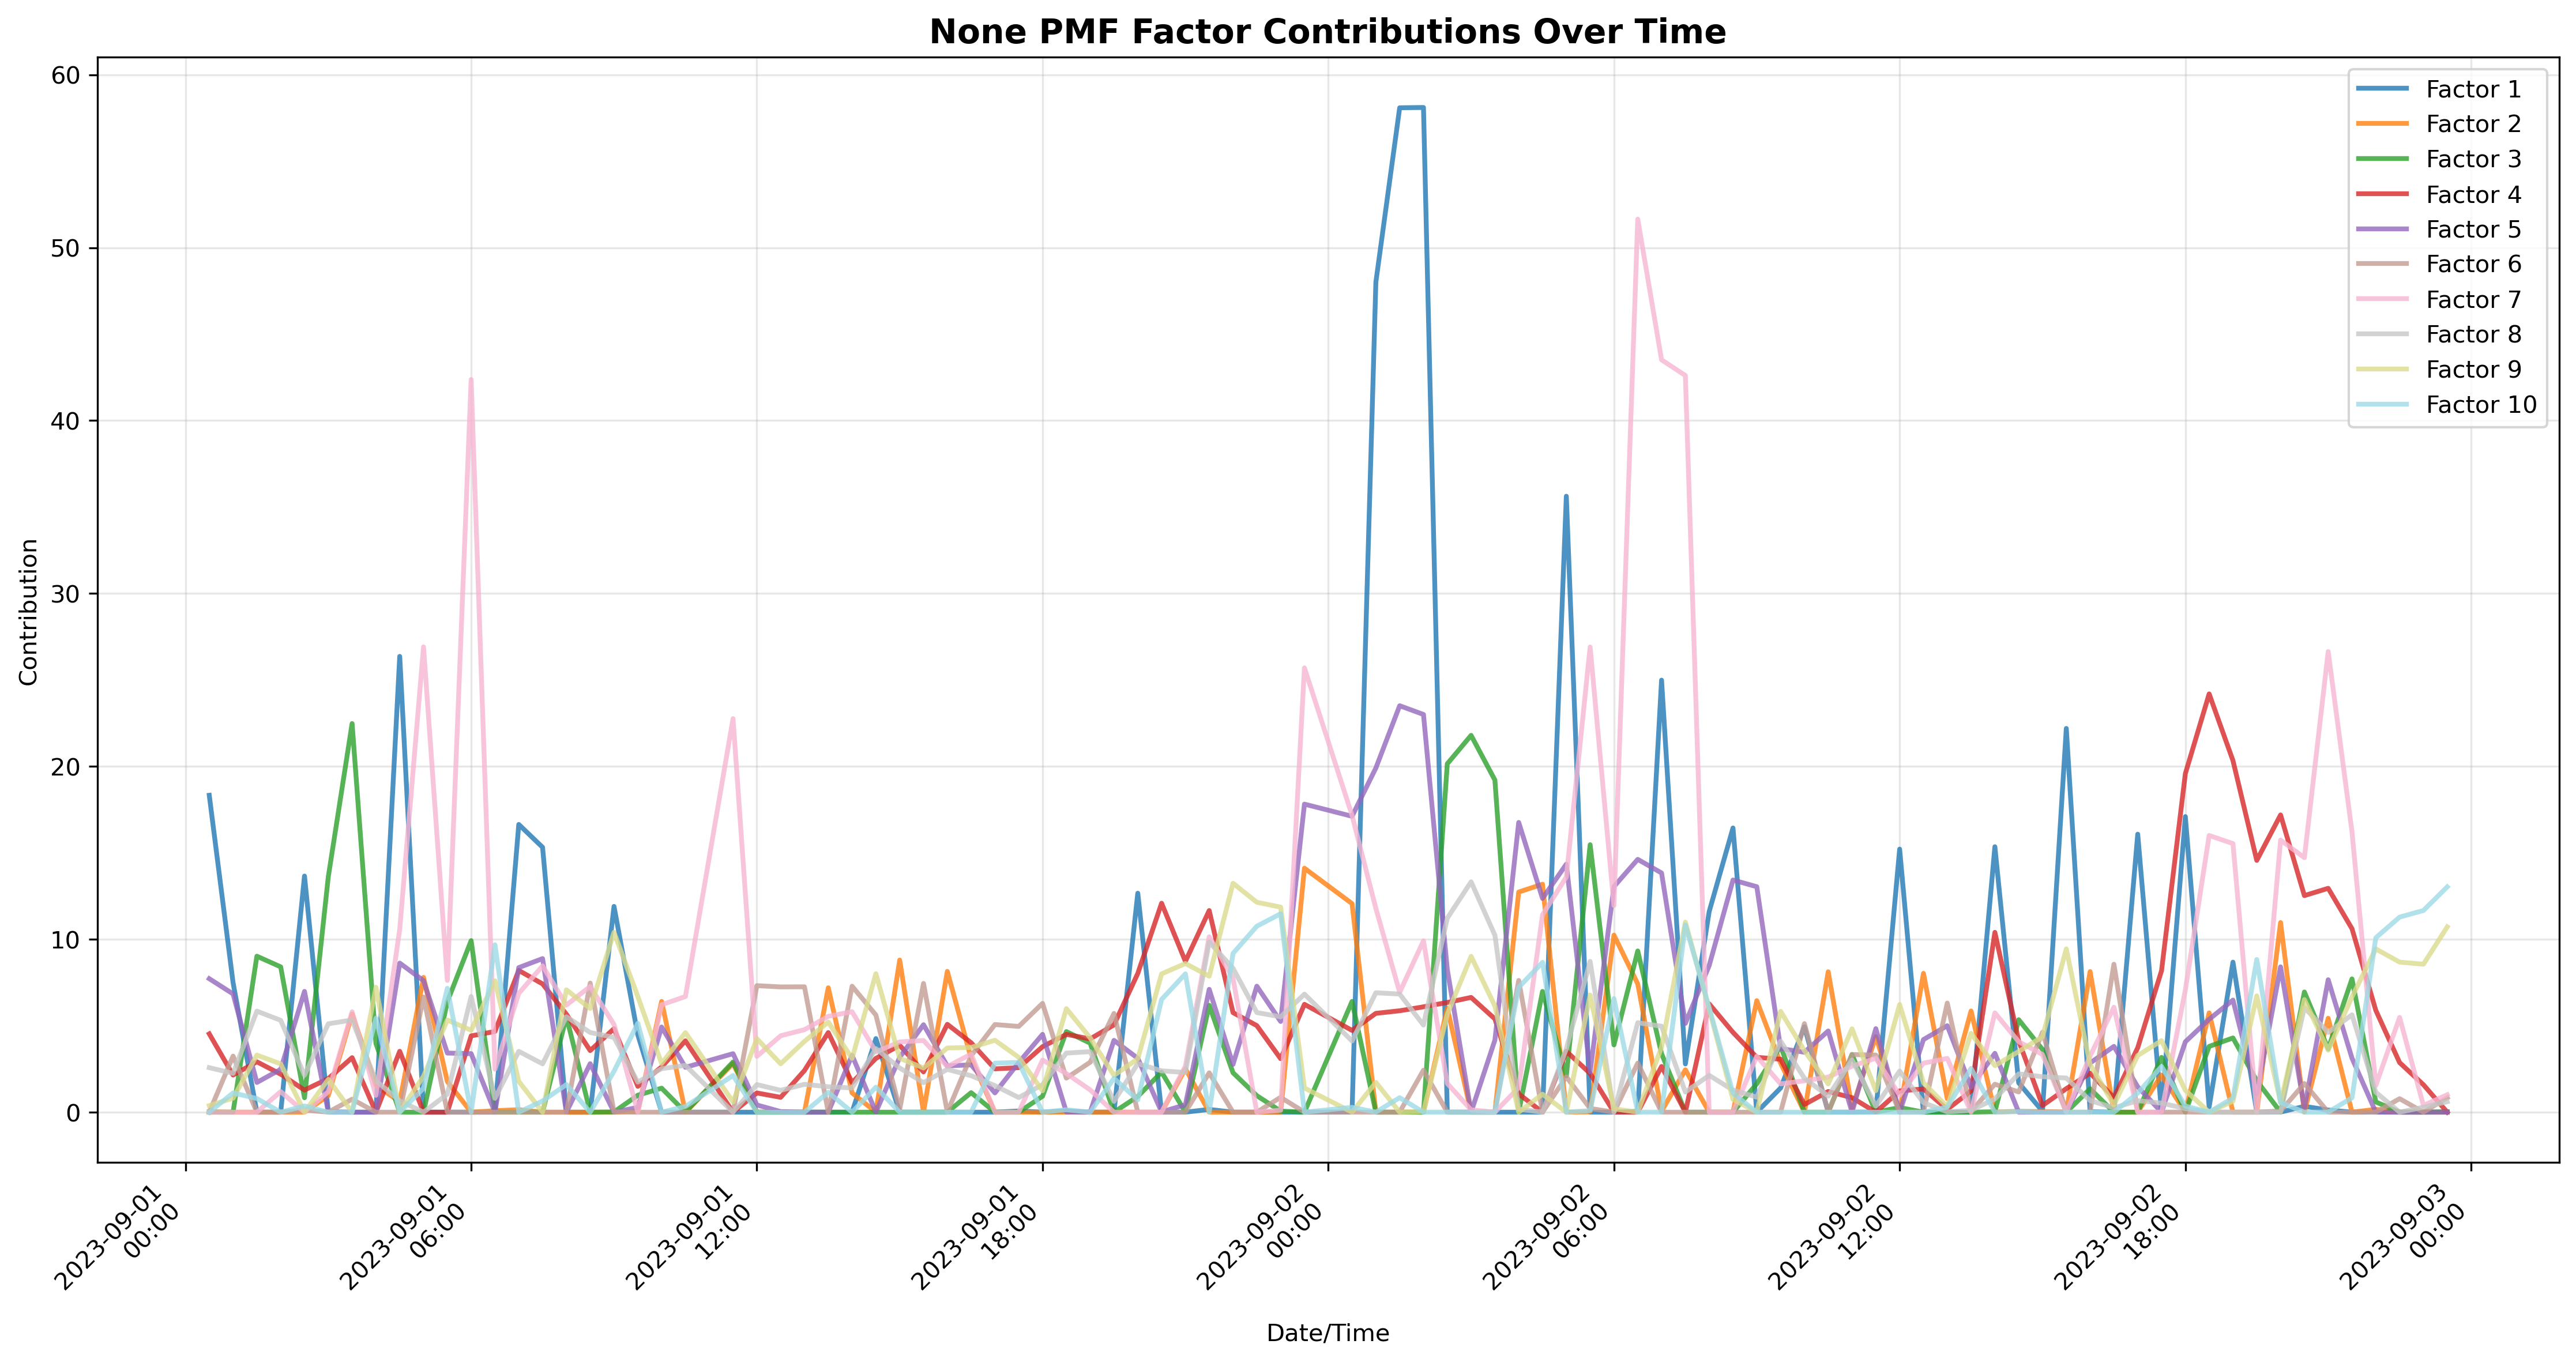 None PMF Factor Contributions Over Time
60
50
40
30
20
10
0
Contribution
Factor 1
Factor 2
Factor 3
Factor 4
Factor 5
Factor 6
Factor 7
Factor 8
Factor 9
Factor 10
2023-09-01
00:00
2023-09-01
06:00
2023-09-01
12:00
2023-09-01
18:00
2023-09-02
00:00
2023-09-02
06:00
2023-09-02
12:00
2023-09-02
18:00
2023-09-03
00:00
Date/Time